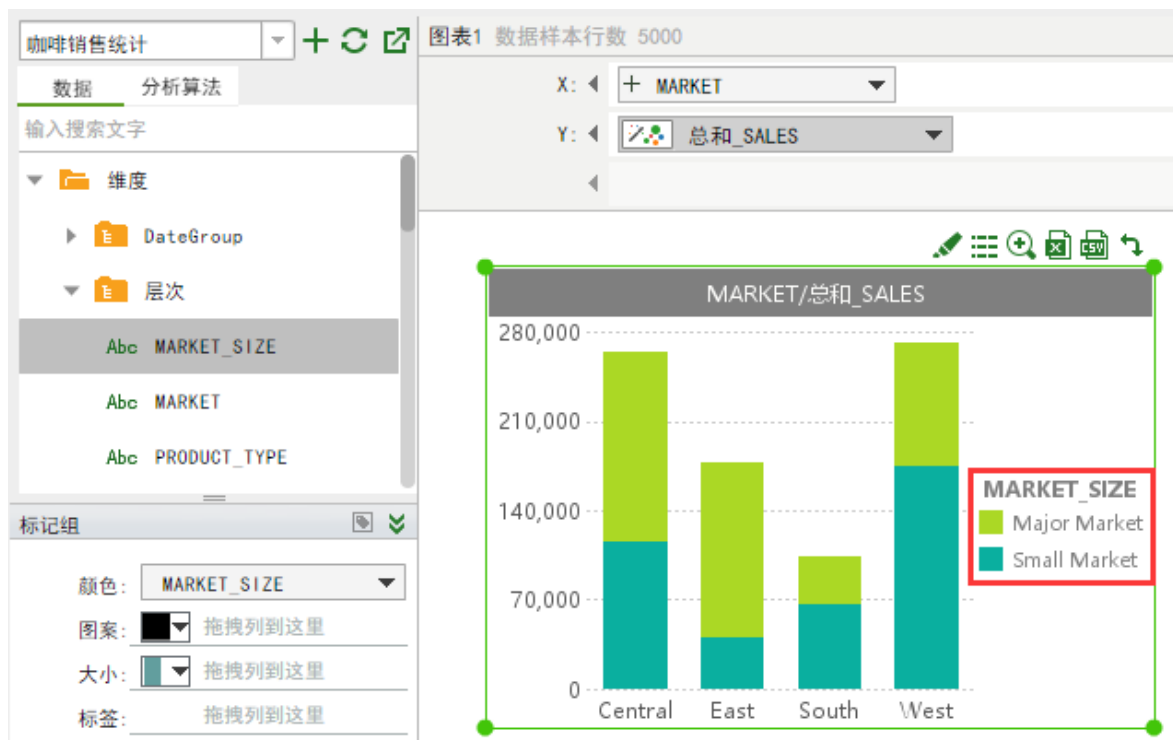 咖啡销售统计
数据 分析算法
输入搜索文字
维度
DateGroup
层次
Abc MARKET_SIZE
Abc MARKET
Abc PRODUCT_TYPE
标记组
颜色: MARKET_SIZE
图案: 拖拽列到这里
大小: 拖拽列到这里
标签: 拖拽列到这里
图表1 数据样本行数 5000
X: + MARKET
Y: 总和_SALES
CSV
MARKET/总和_SALES
280,000
210,000
140,000
70,000
0
Central East South West
MARKET_SIZE
Major Market
Small Market